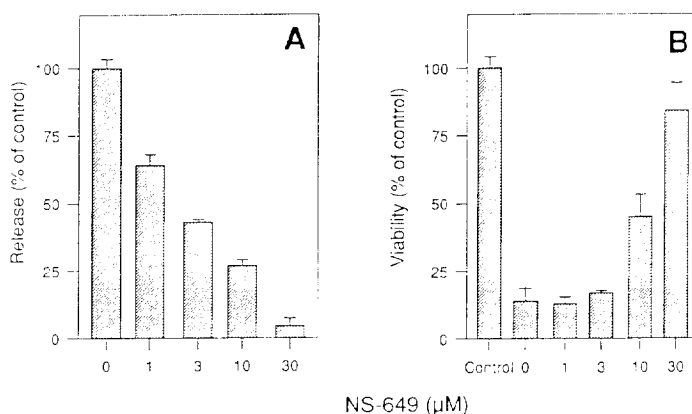 A
Release (% of control)
100
75
50
25
0
0 1 3 10 30
B
Viability (% of control)
100
75
50
25
0
Control 0 1 3 10 30
NS-649 (µM)